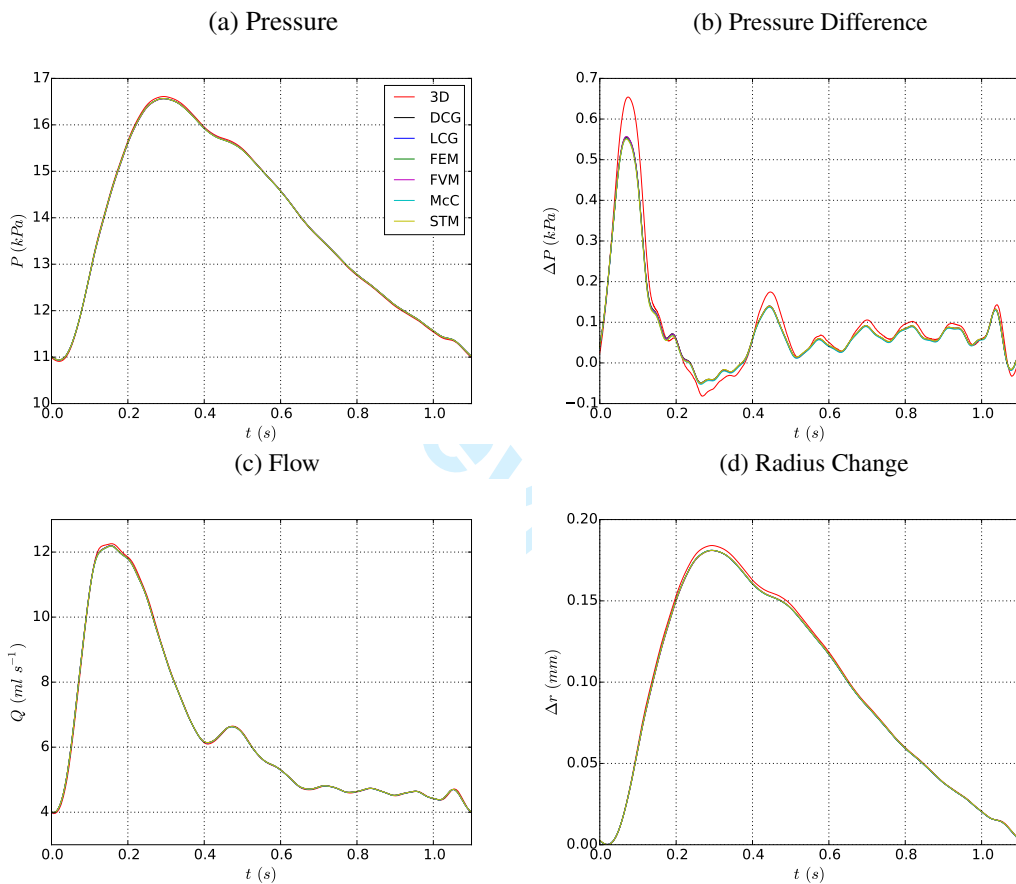 (a) Pressure
(b) Pressure Difference
17
16
15
14
13
12
11
10
P (kPa)
0.0 0.2 0.4 0.6 0.8 1.0
t (s)
3D
DCG
LCG
FEM
FVM
McC
STM
0.7
0.6
0.5
0.4
0.3
0.2
0.1
0.0
−0.1
ΔP (kPa)
0.0 0.2 0.4 0.6 0.8 1.0
t (s)
(c) Flow
(d) Radius Change
12
10
8
6
4
Q (ml s⁻¹)
0.0 0.2 0.4 0.6 0.8 1.0
t (s)
0.20
0.15
0.10
0.05
0.00
Δr (mm)
0.0 0.2 0.4 0.6 0.8 1.0
t (s)